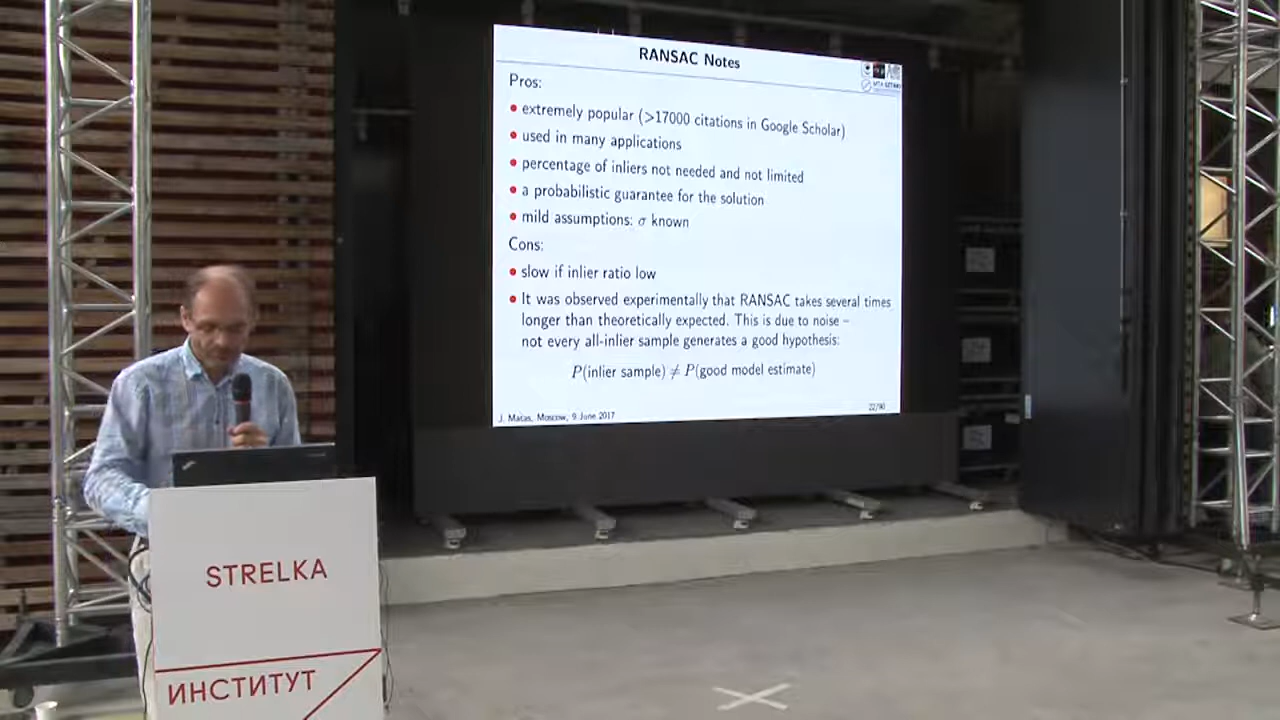 RANSAC Notes
Pros:
• extremely popular (>17000 citations in Google Scholar)
• used in many applications
• percentage of inliers not needed and not limited
• a probabilistic guarantee for the solution
• mild assumptions: σ known
Cons:
• slow if inlier ratio low
• It was observed experimentally that RANSAC takes several times
longer than theoretically expected. This is due to noise –
not every all-inlier sample generates a good hypothesis:
P(inlier sample) ≠ P(good model estimate)
J. Matas, Moscow, 9 June 2017
22/90
STRELKA
ИНСТИТУТ